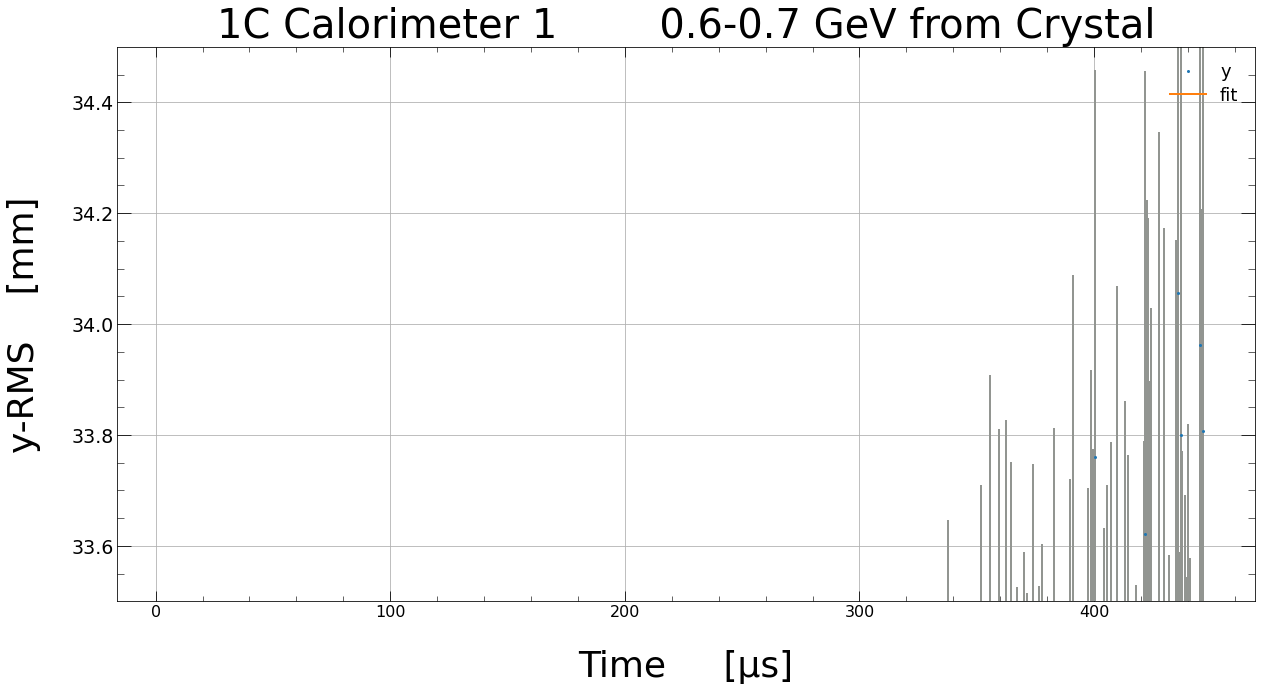 1C Calorimeter 1 0.6-0.7 GeV from Crystal
y
fit
34.4
34.2
34.0
33.8
33.6
y-RMS [mm]
0 100 200 300 400
Time [µs]